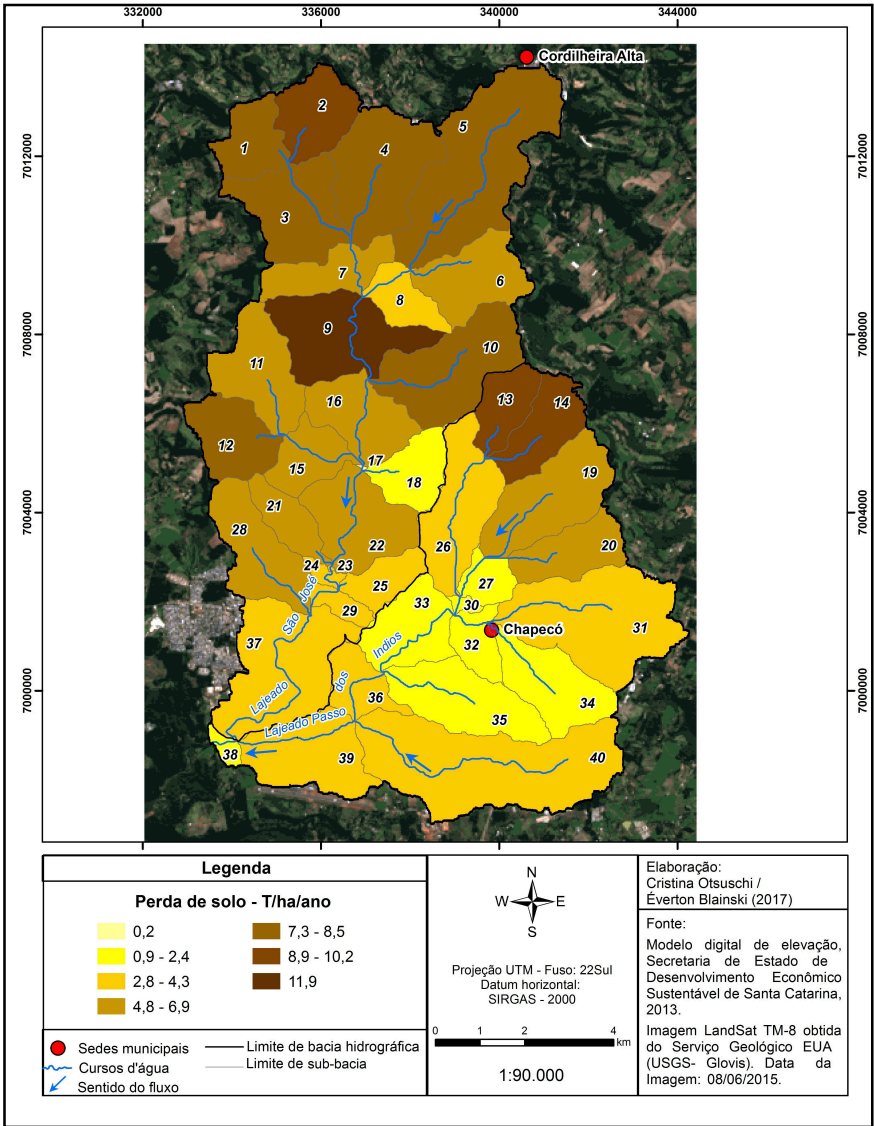 332000 336000 340000 344000
Cordilheira Alta
2
5
1
4
7012000 7012000
3
7
6
8
9
7008000 7008000
10
11
13
14
16
12
17
15
19
18
21
7004000 7004000
28
22
26
20
24 23
25
27
30
33
29
São José
Chapecó
31
37
32
Indios
dos
Lajeado
7000000 7000000
36
34
35
Lajeado Passo
38
39
40
Legenda
Perda de solo - T/ha/ano
0,2
0,9 - 2,4
2,8 - 4,3
4,8 - 6,9
7,3 - 8,5
8,9 - 10,2
11,9
Sedes municipais
Cursos d'água
Sentido do fluxo
Limite de bacia hidrográfica
Limite de sub-bacia
N
W E
S
Projeção UTM - Fuso: 22Sul
Datum horizontal:
SIRGAS - 2000
0 1 2 4
km
1:90.000
Elaboração:
Cristina Otsuschi /
Éverton Blainski (2017)
Fonte:
Modelo digital de elevação,
Secretaria de Estado de
Desenvolvimento Econômico
Sustentável de Santa Catarina,
2013.
Imagem LandSat TM-8 obtida
do Serviço Geológico EUA
(USGS- Glovis). Data da
Imagem: 08/06/2015.